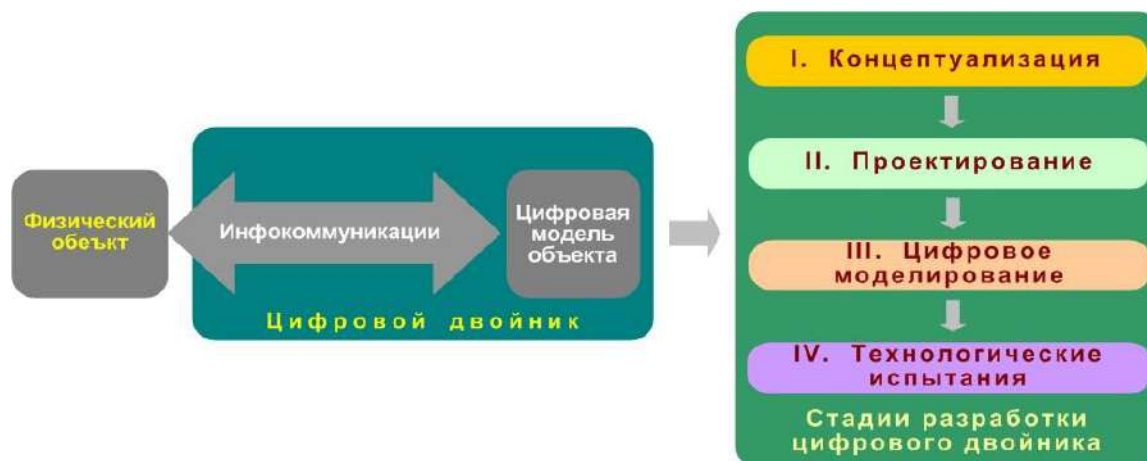 Физический
обеъкт
Инфокоммуникации
Цифровая
модель
объекта
Цифровой двойник
I. Концептуализация
II. Проектирование
III. Цифровое
моделирование
IV. Технологические
испытания
Стадии разработки
цифрового двойника